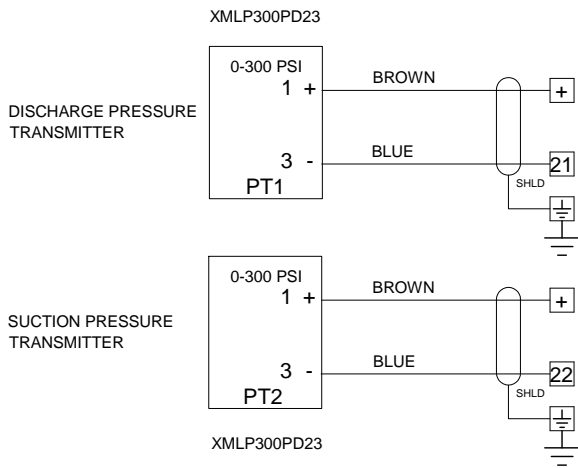 XMLP300PD23
0-300 PSI
1 +
BROWN
+
DISCHARGE PRESSURE
TRANSMITTER
3 -
BLUE
21
PT1
SHLD
0-300 PSI
1 +
BROWN
+
SUCTION PRESSURE
TRANSMITTER
3 -
BLUE
22
PT2
SHLD
XMLP300PD23